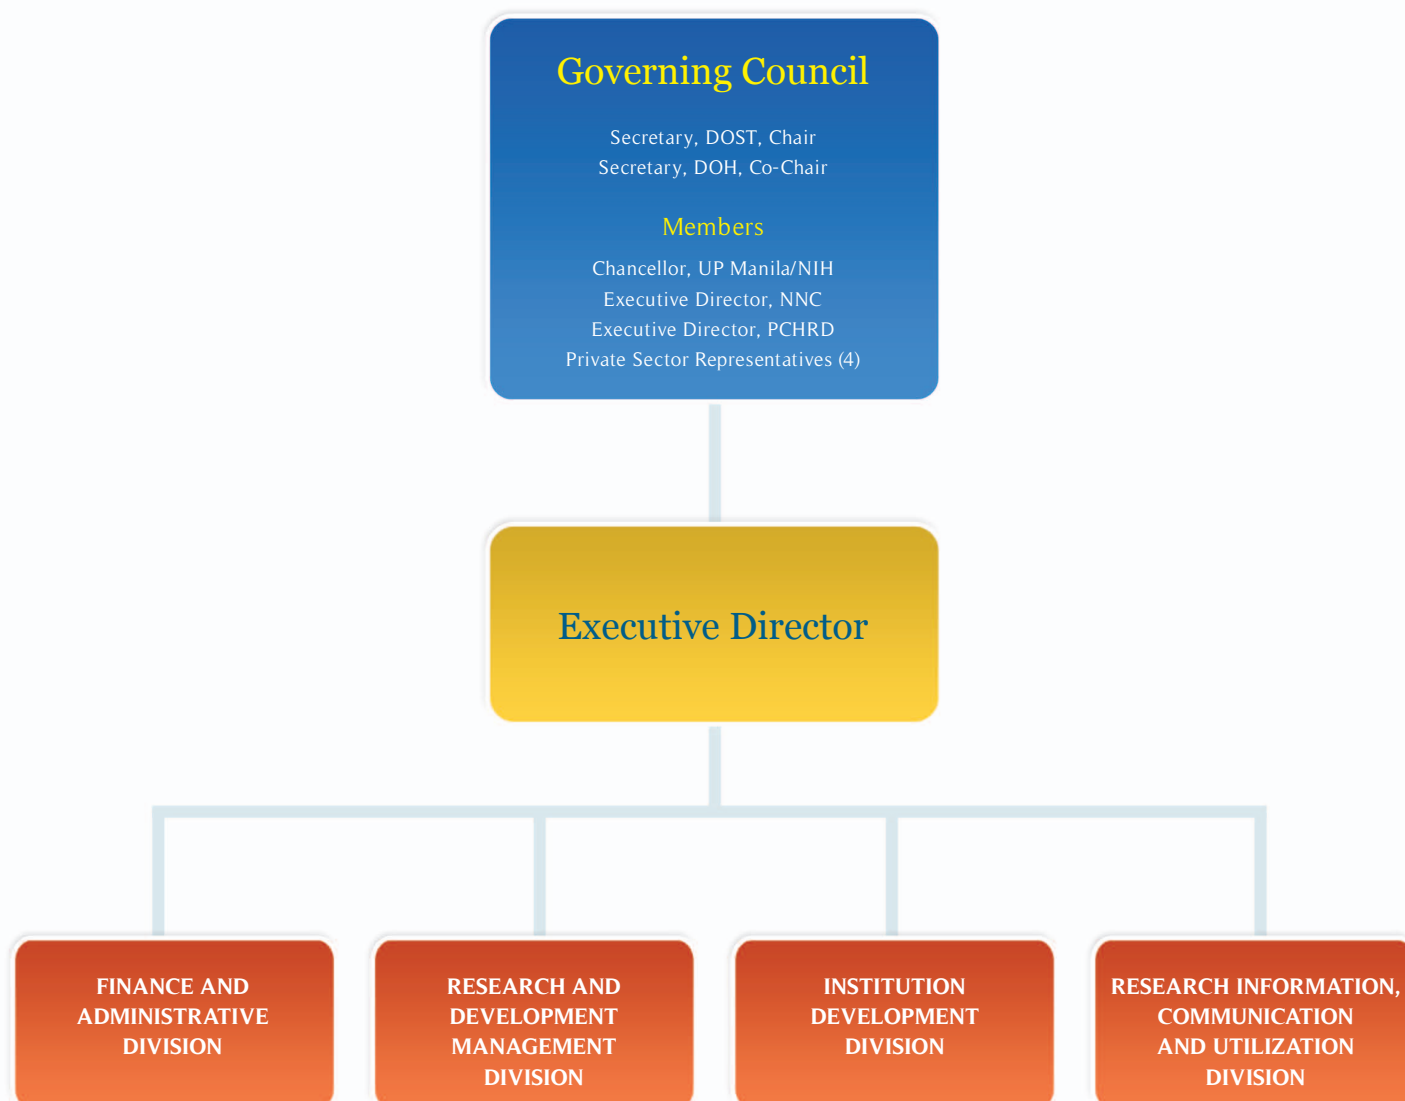 Governing Council
Secretary, DOST, Chair
Secretary, DOH, Co-Chair
Members
Chancellor, UP Manila/NIH
Executive Director, NNC
Executive Director, PCHRD
Private Sector Representatives (4)
Executive Director
FINANCE AND
ADMINISTRATIVE
DIVISION
RESEARCH AND
DEVELOPMENT
MANAGEMENT
DIVISION
INSTITUTION
DEVELOPMENT
DIVISION
RESEARCH INFORMATION,
COMMUNICATION
AND UTILIZATION
DIVISION